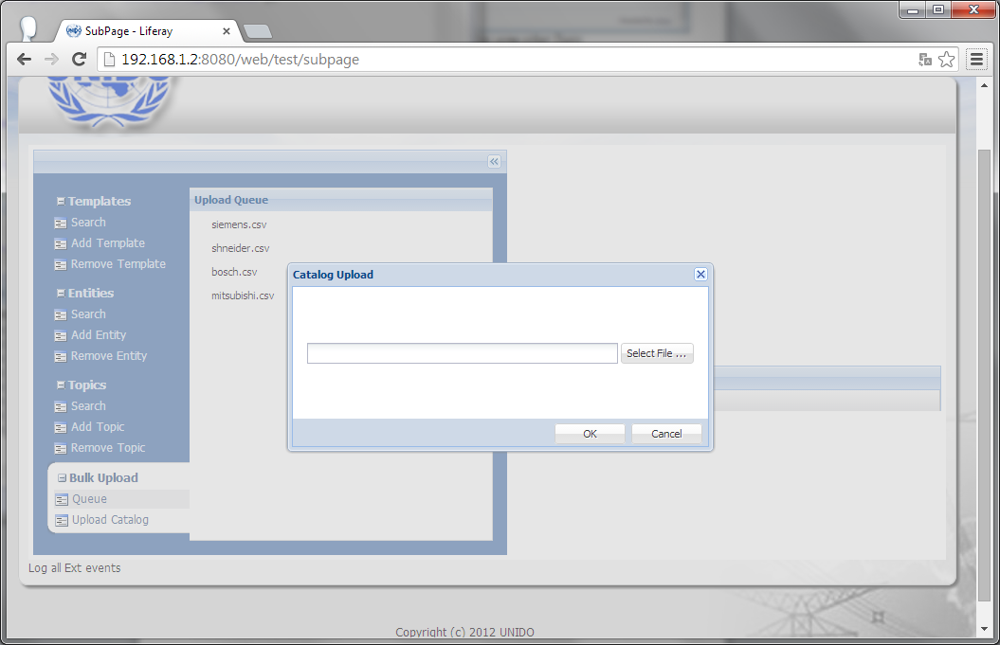 SubPage - Liferay
192.168.1.2:8080/web/test/subpage
Templates
Search
Add Template
Remove Template
Entities
Search
Add Entity
Remove Entity
Topics
Search
Add Topic
Remove Topic
Bulk Upload
Queue
Upload Catalog
Upload Queue
siemens.csv
shneider.csv
bosch.csv
mitsubishi.csv
Catalog Upload
Select File ...
OK
Cancel
Log all Ext events
Copyright (c) 2012 UNIDO